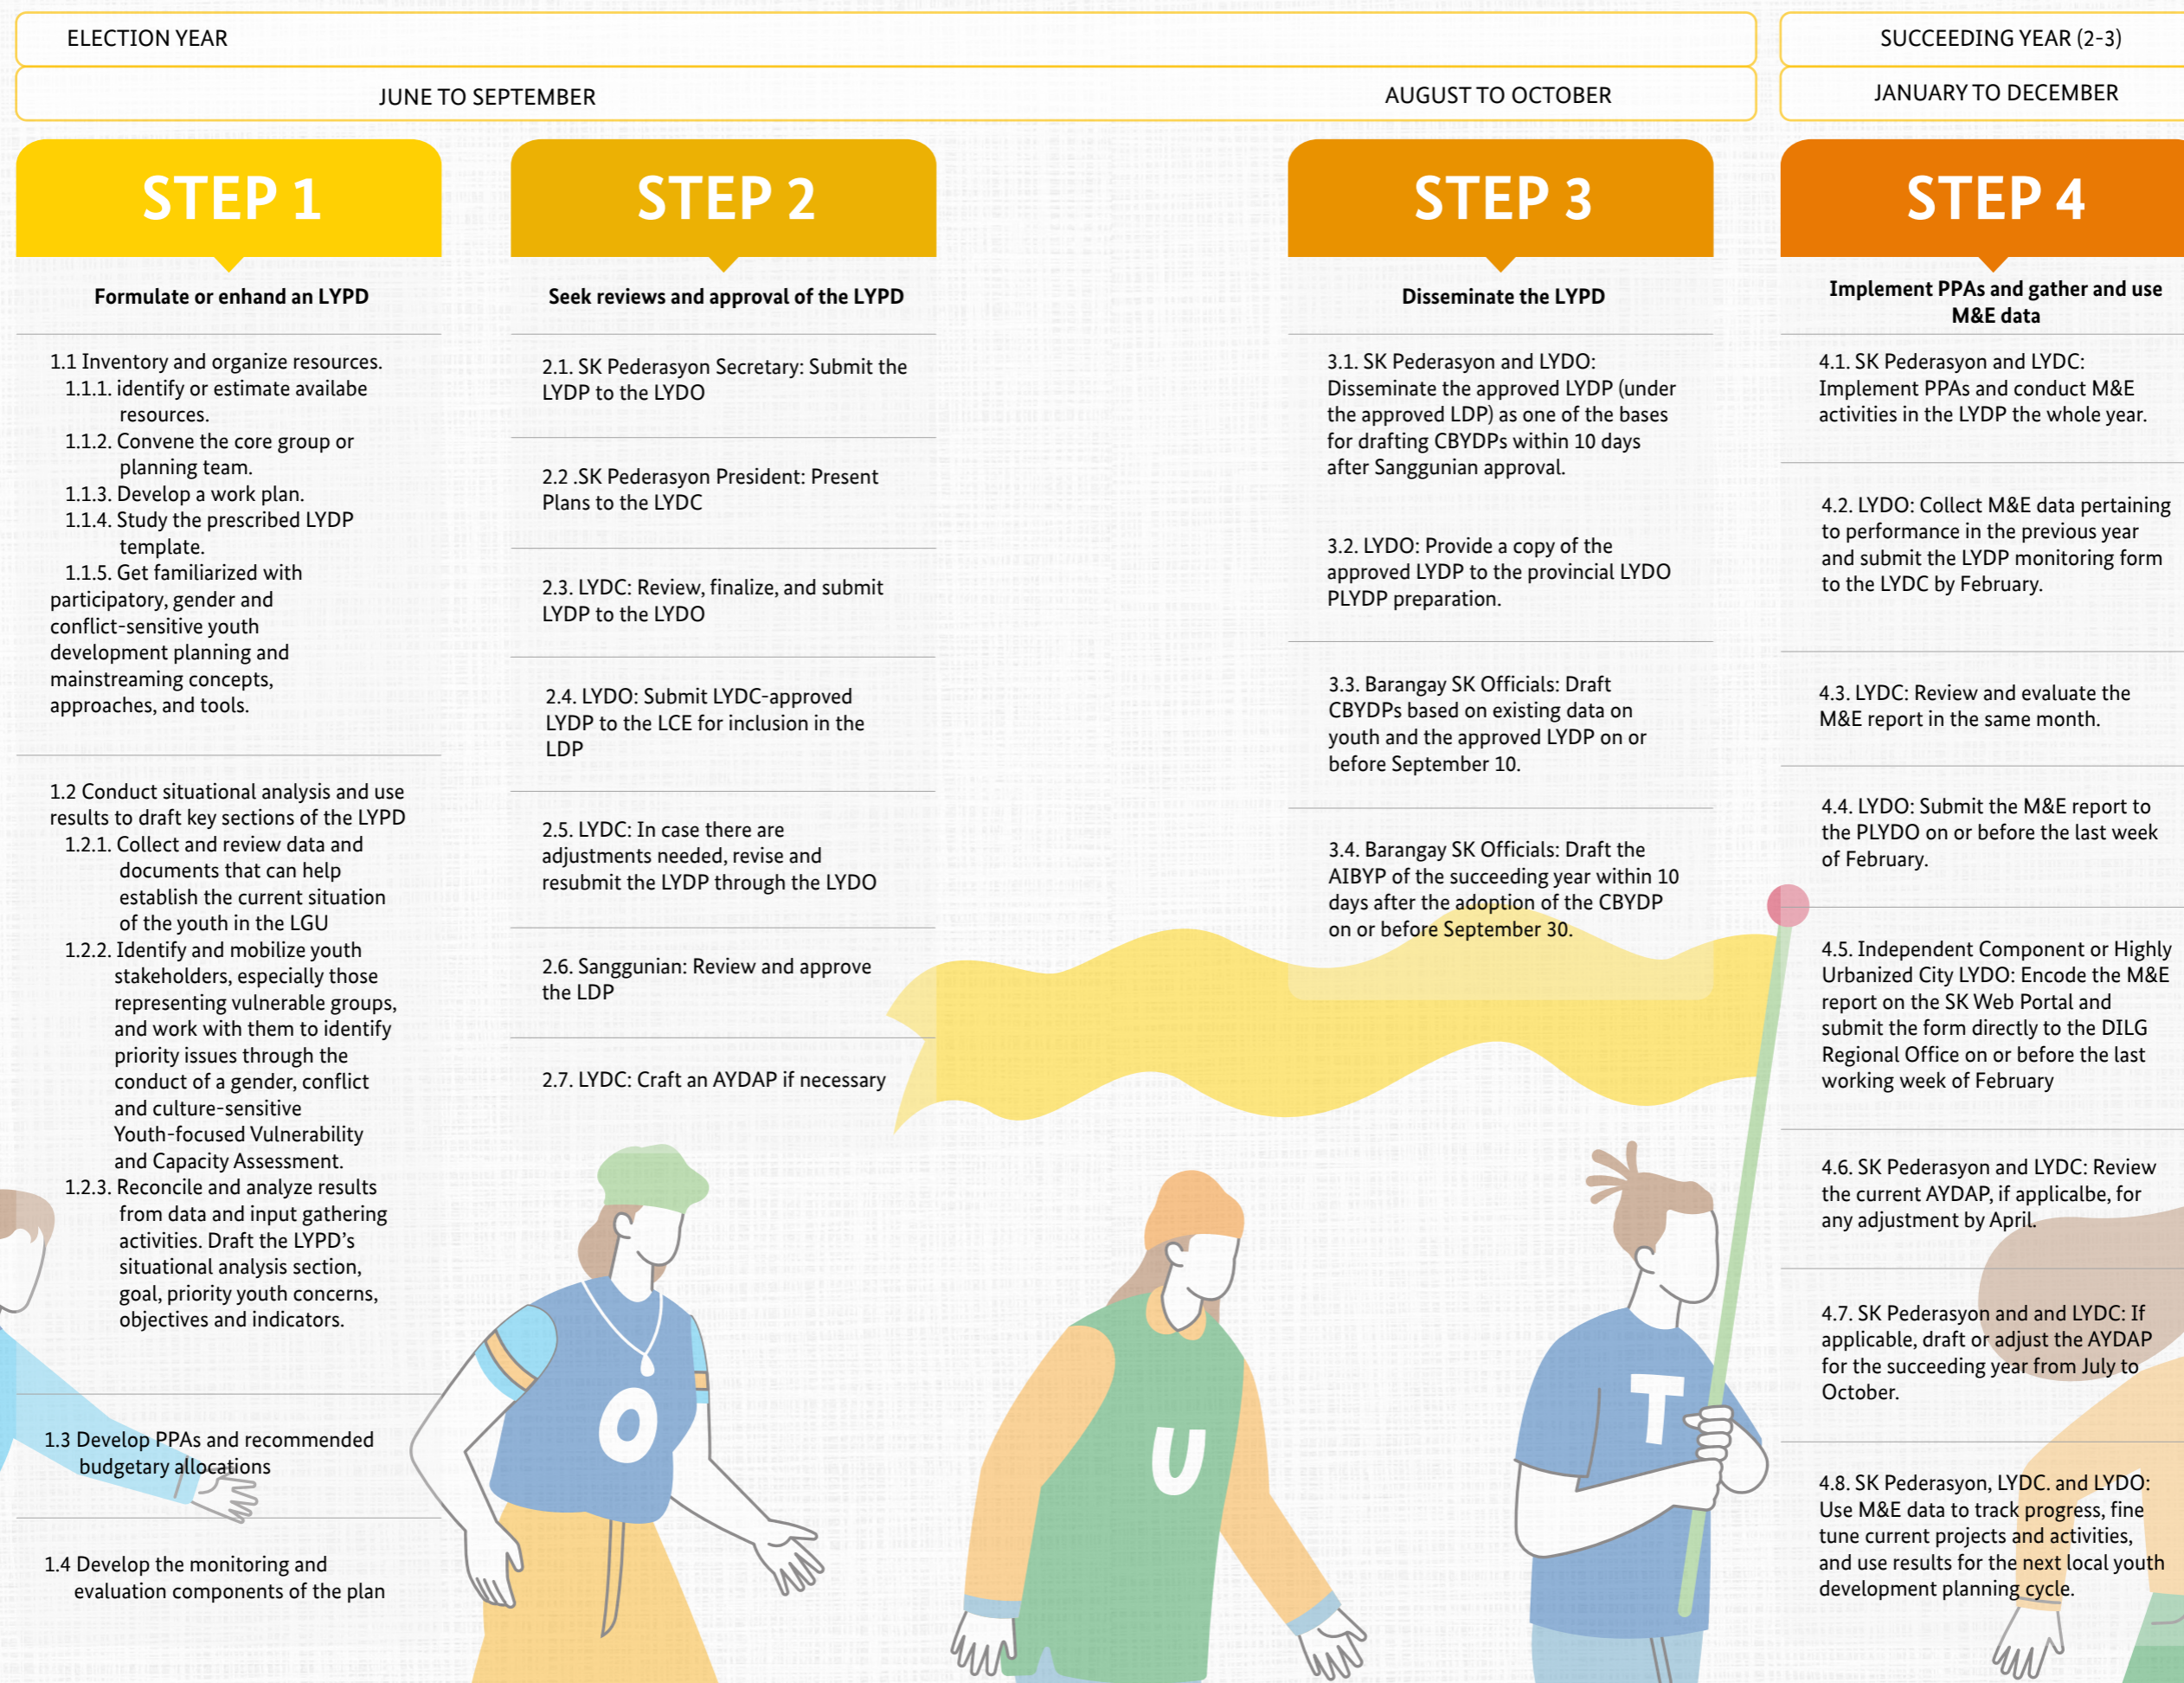 ELECTION YEAR
SUCCEEDING YEAR (2-3)
JUNE TO SEPTEMBER
AUGUST TO OCTOBER
JANUARY TO DECEMBER
STEP 1
Formulate or enhand an LYPD
1.1 Inventory and organize resources.
1.1.1. identify or estimate availabe
resources.
1.1.2. Convene the core group or
planning team.
1.1.3. Develop a work plan.
1.1.4. Study the prescribed LYDP
template.
1.1.5. Get familiarized with
participatory, gender and
conflict-sensitive youth
development planning and
mainstreaming concepts,
approaches, and tools.
1.2 Conduct situational analysis and use
results to draft key sections of the LYPD
1.2.1. Collect and review data and
documents that can help
establish the current situation
of the youth in the LGU
1.2.2. Identify and mobilize youth
stakeholders, especially those
representing vulnerable groups,
and work with them to identify
priority issues through the
conduct of a gender, conflict
and culture-sensitive
Youth-focused Vulnerability
and Capacity Assessment.
1.2.3. Reconcile and analyze results
from data and input gathering
activities. Draft the LYPD's
situational analysis section,
goal, priority youth concerns,
objectives and indicators.
1.3 Develop PPAs and recommended
budgetary allocations
1.4 Develop the monitoring and
evaluation components of the plan
STEP 2
Seek reviews and approval of the LYPD
2.1. SK Pederasyon Secretary: Submit the
LYDP to the LYDO
2.2 .SK Pederasyon President: Present
Plans to the LYDC
2.3. LYDC: Review, finalize, and submit
LYDP to the LYDO
2.4. LYDO: Submit LYDC-approved
LYDP to the LCE for inclusion in the
LDP
2.5. LYDC: In case there are
adjustments needed, revise and
resubmit the LYDP through the LYDO
2.6. Sanggunian: Review and approve
the LDP
2.7. LYDC: Craft an AYDAP if necessary
STEP 3
Disseminate the LYPD
3.1. SK Pederasyon and LYDO:
Disseminate the approved LYDP (under
the approved LDP) as one of the bases
for drafting CBYDPs within 10 days
after Sanggunian approval.
3.2. LYDO: Provide a copy of the
approved LYDP to the provincial LYDO
PLYDP preparation.
3.3. Barangay SK Officials: Draft
CBYDPs based on existing data on
youth and the approved LYDP on or
before September 10.
3.4. Barangay SK Officials: Draft the
AIBYP of the succeeding year within 10
days after the adoption of the CBYDP
on or before September 30.
STEP 4
Implement PPAs and gather and use
M&E data
4.1. SK Pederasyon and LYDC:
Implement PPAs and conduct M&E
activities in the LYDP the whole year.
4.2. LYDO: Collect M&E data pertaining
to performance in the previous year
and submit the LYDP monitoring form
to the LYDC by February.
4.3. LYDC: Review and evaluate the
M&E report in the same month.
4.4. LYDO: Submit the M&E report to
the PLYDO on or before the last week
of February.
4.5. Independent Component or Highly
Urbanized City LYDO: Encode the M&E
report on the SK Web Portal and
submit the form directly to the DILG
Regional Office on or before the last
working week of February
4.6. SK Pederasyon and LYDC: Review
the current AYDAP, if applicalbe, for
any adjustment by April.
4.7. SK Pederasyon and and LYDC: If
applicable, draft or adjust the AYDAP
for the succeeding year from July to
October.
4.8. SK Pederasyon, LYDC. and LYDO:
Use M&E data to track progress, fine
tune current projects and activities,
and use results for the next local youth
development planning cycle.
O
U
T